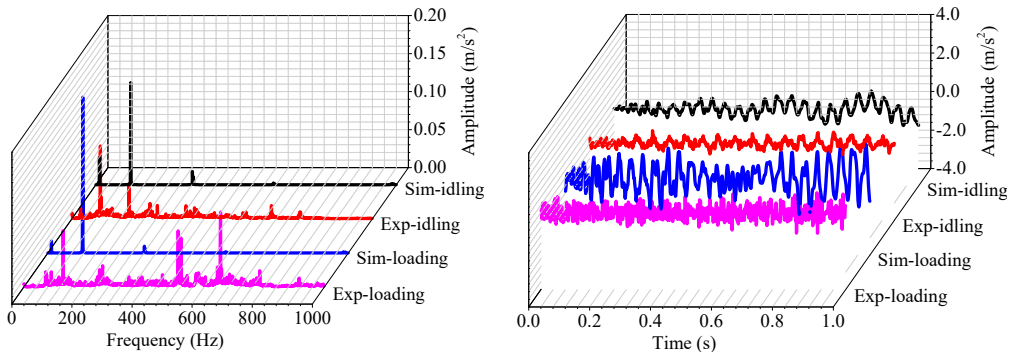 0.20
0.15
0.10
0.05
0.00
Amplitude (m/s²)
Sim-idling
Exp-idling
Sim-loading
Exp-loading
0 200 400 600 800 1000
Frequency (Hz)
4.0
0.0
-2.0
-4.0
Amplitude (m/s²)
Sim-idling
Exp-idling
Sim-loading
Exp-loading
0.0 0.2 0.4 0.6 0.8 1.0
Time (s)